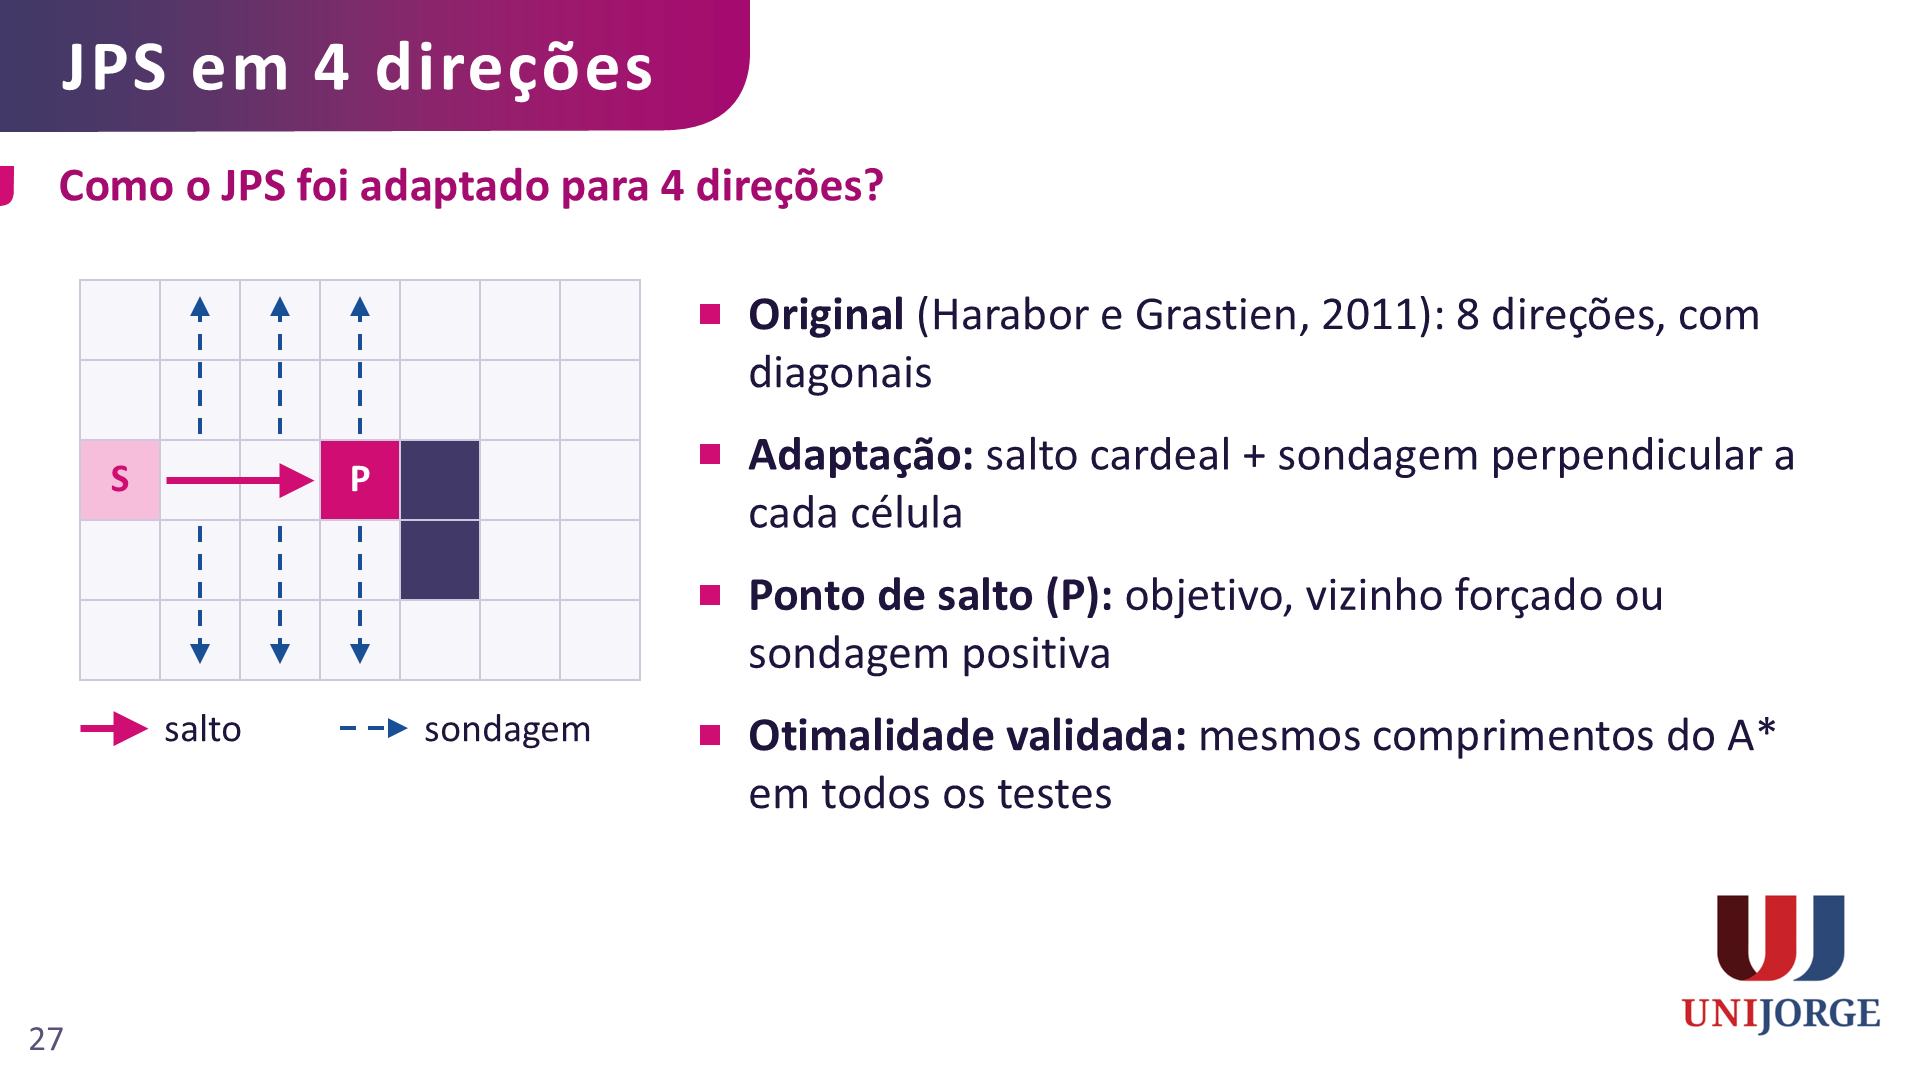 JPS em 4 direções
Como o JPS foi adaptado para 4 direções?
S
P
salto
sondagem
Original (Harabor e Grastien, 2011): 8 direções, com
diagonais
Adaptação: salto cardeal + sondagem perpendicular a
cada célula
Ponto de salto (P): objetivo, vizinho forçado ou
sondagem positiva
Otimalidade validada: mesmos comprimentos do A*
em todos os testes
UNIJORGE
27